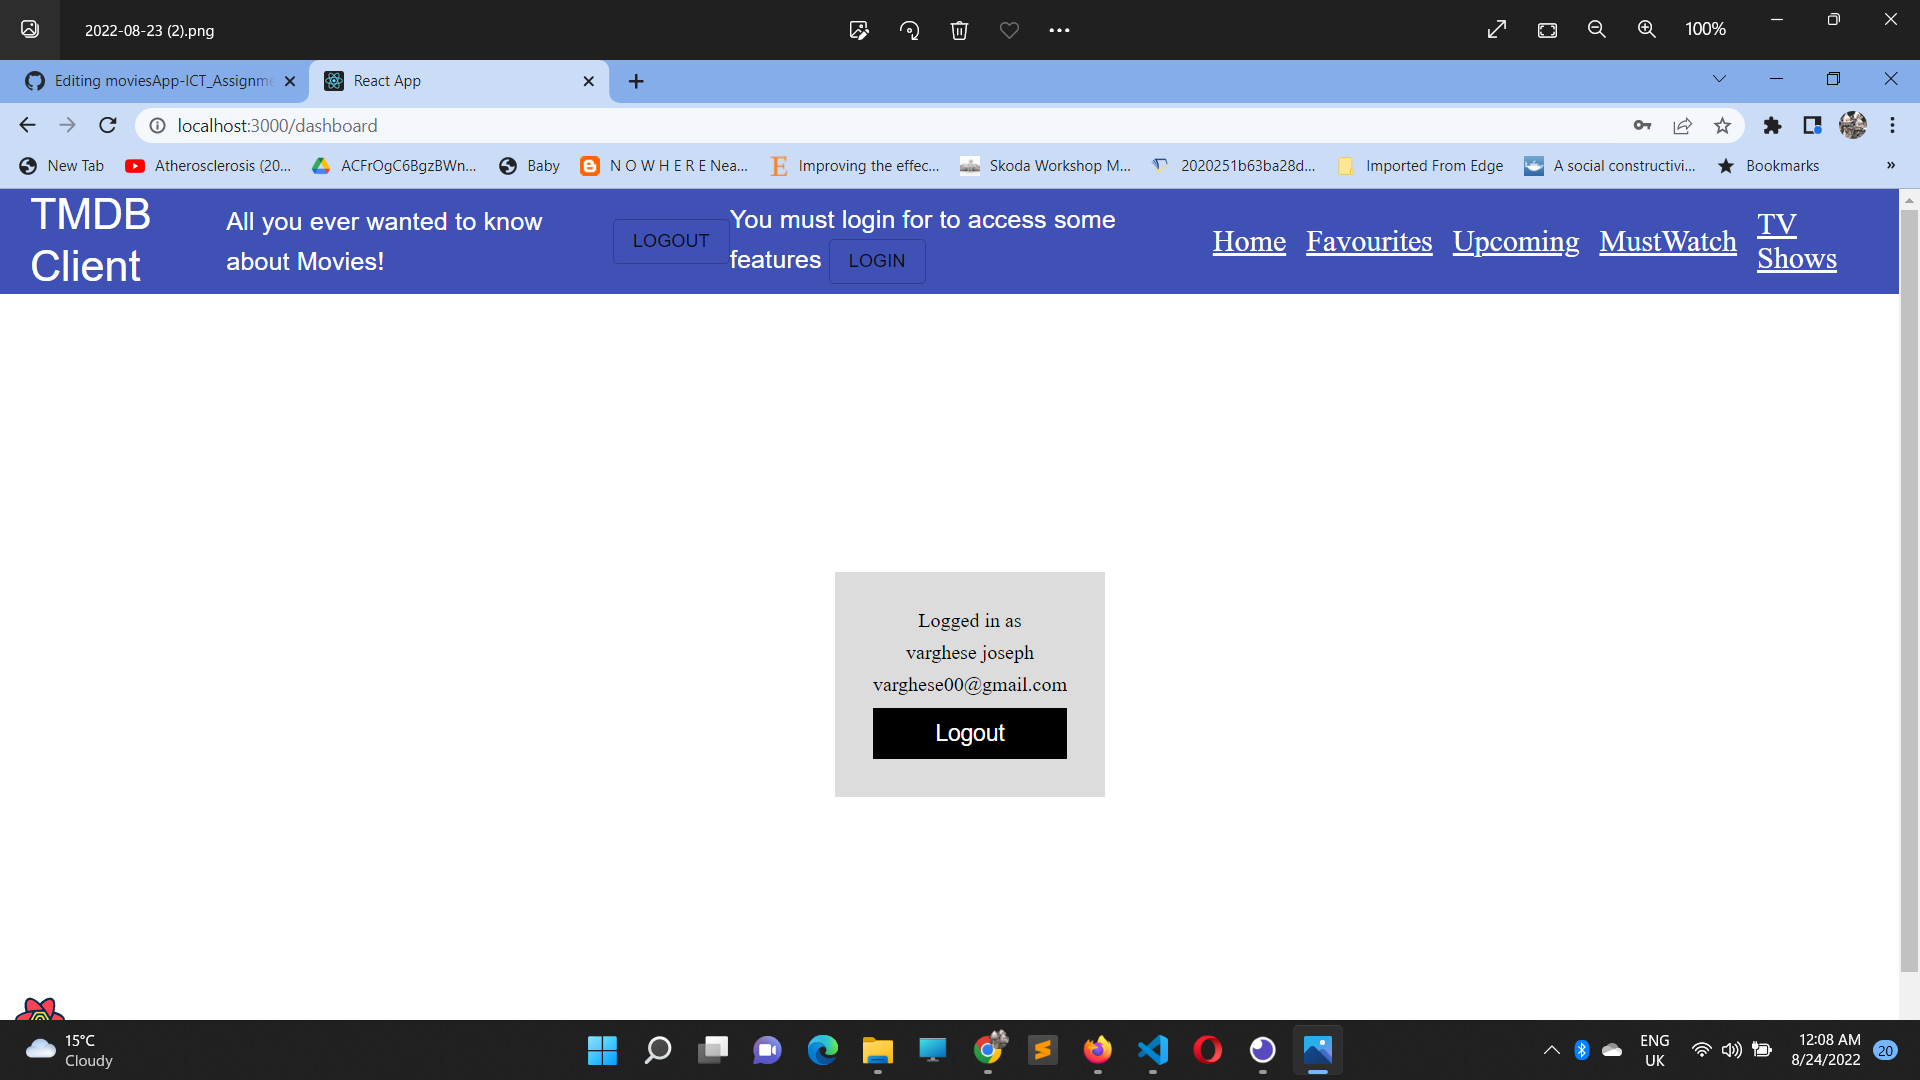 2022-08-23 (2).png
100%
Editing moviesApp-ICT_Assignme
React App
localhost:3000/dashboard
New Tab
Atherosclerosis (20...
ACFrOgC6BgzBWn...
Baby
N O W H E R E Nea...
Improving the effec...
Skoda Workshop M...
2020251b63ba28d...
Imported From Edge
A social constructivi...
Bookmarks
»
TMDB
Client
All you ever wanted to know
about Movies!
LOGOUT
You must login for to access some
features LOGIN
Home
Favourites
Upcoming
MustWatch
TV
Shows
Logged in as
varghese joseph
varghese00@gmail.com
Logout
15°C
Cloudy
ENG
UK
12:08 AM
8/24/2022
20